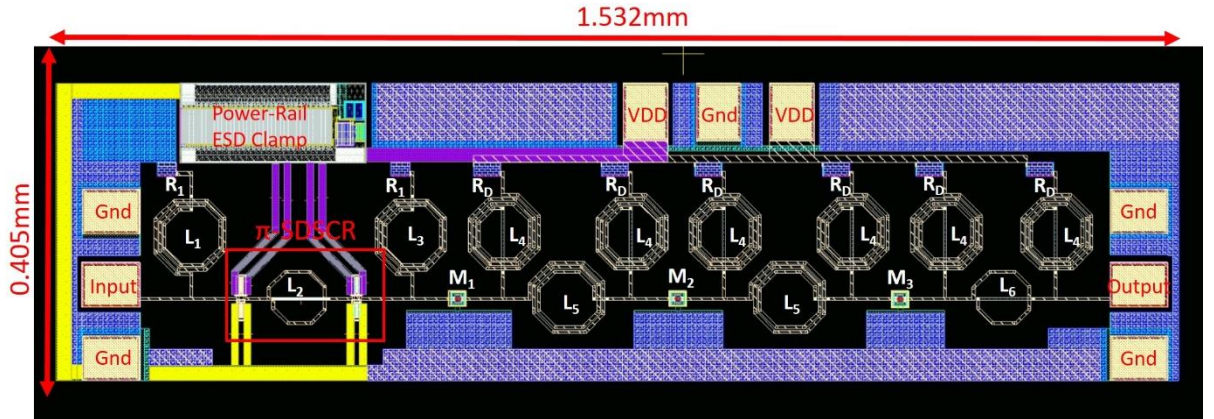 1.532mm
0.405mm
Power-Rail
ESD Clamp
VDD
Gnd
VDD
R1
R1
RD
RD
RD
RD
RD
RD
Gnd
L1
π-SDSCR
L3
L4
L4
L4
L4
L4
L4
Gnd
Input
L2
M1
L5
M2
L5
M3
L6
Output
Gnd
Gnd